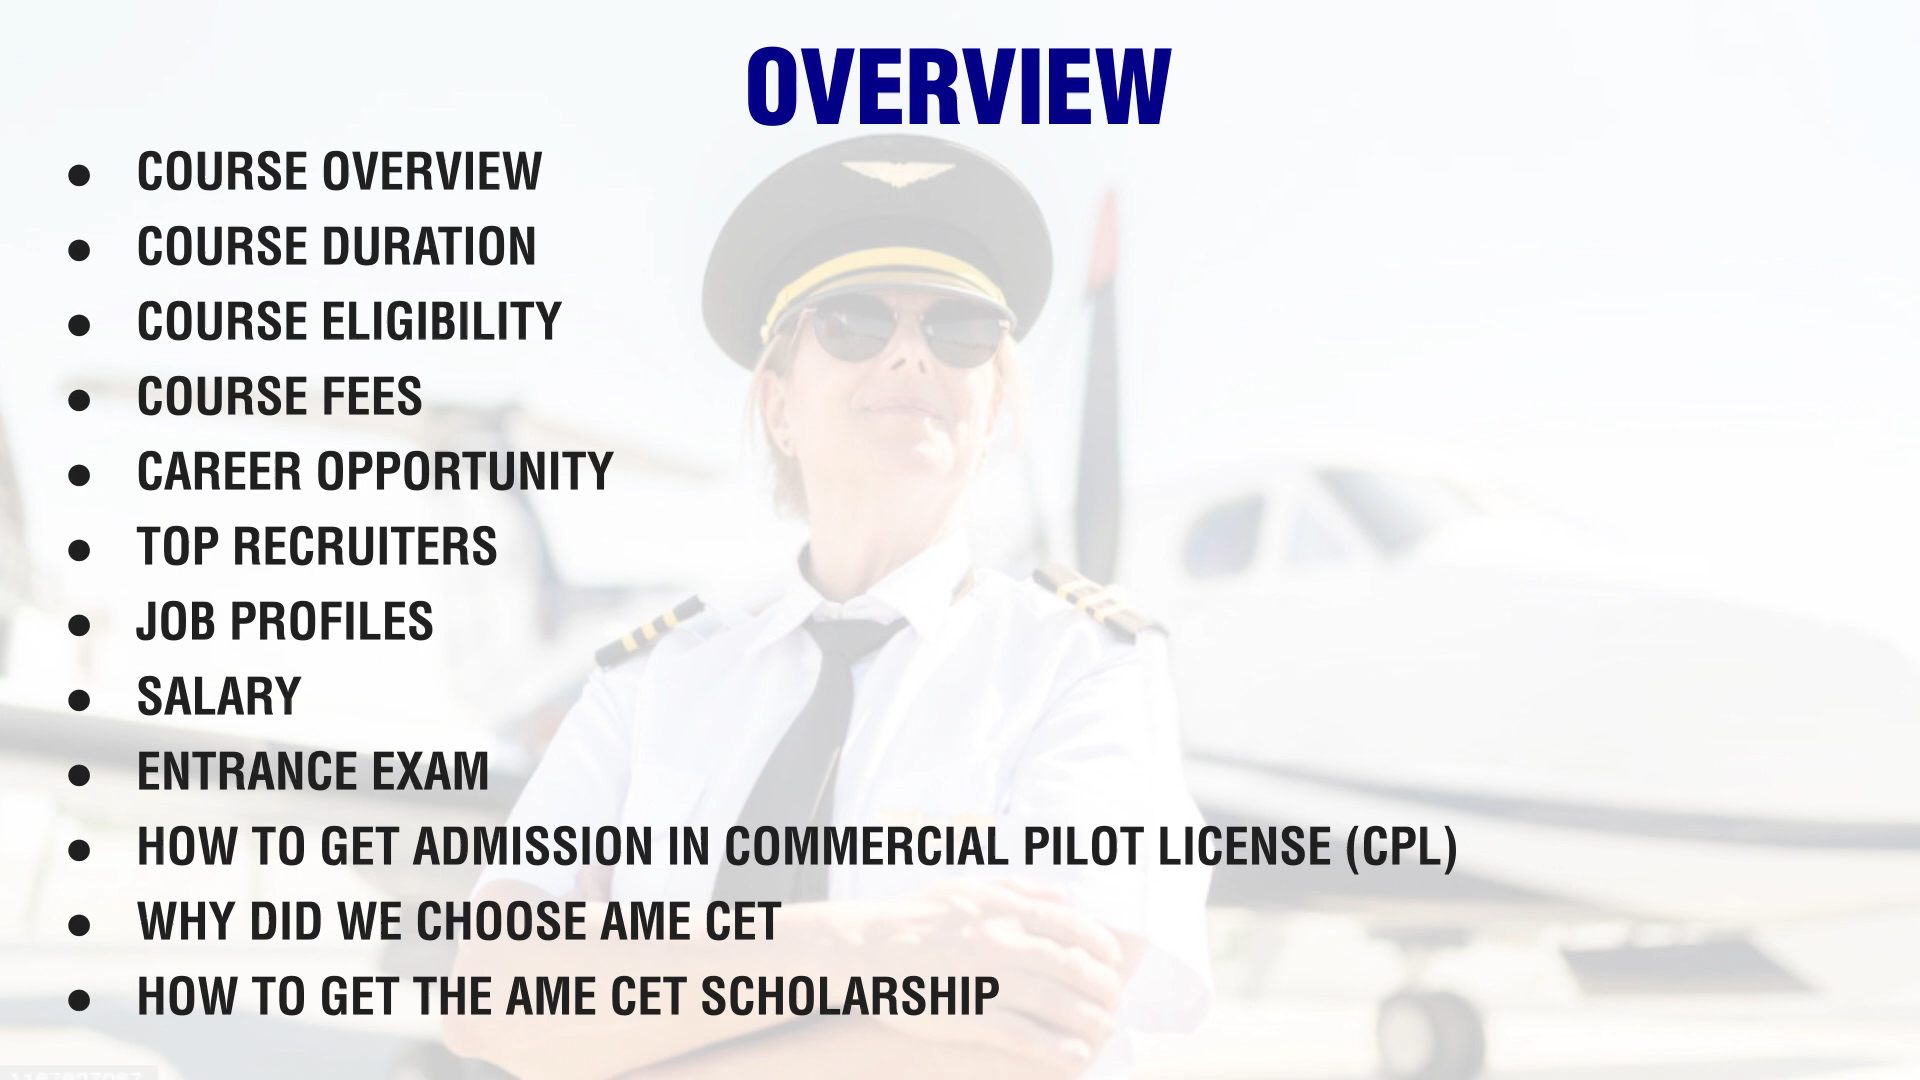 OVERVIEW
● COURSE OVERVIEW
● COURSE DURATION
● COURSE ELIGIBILITY
● COURSE FEES
● CAREER OPPORTUNITY
● TOP RECRUITERS
● JOB PROFILES
● SALARY
● ENTRANCE EXAM
● HOW TO GET ADMISSION IN COMMERCIAL PILOT LICENSE (CPL)
● WHY DID WE CHOOSE AME CET
● HOW TO GET THE AME CET SCHOLARSHIP